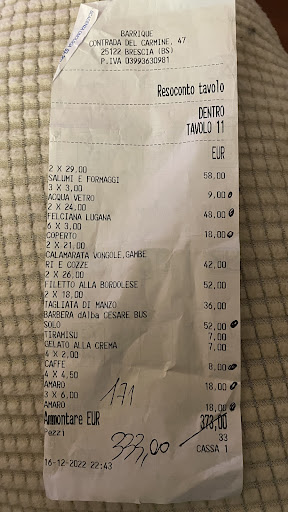 BARRIQUE
CONTRADA DEL CARMINE, 47
25122 BRESCIA (BS)
P.IVA 03993630981
Resoconto tavolo
DENTRO
TAVOLO 11
EUR
2 X 29,00
SALUMI E FORMAGGI 58,00
3 X 3,00
ACQUA VETRO 9,00
2 X 24,00
FELCIANA LUGANA 48,00
6 X 3,00
COPERTO 18,00
2 X 21,00
CALAMARATA VONGOLE,GAMBE
RI E COZZE 42,00
2 X 26,00
FILETTO ALLA BORDOLESE 52,00
2 X 18,00
TAGLIATA DI MANZO 36,00
BARBERA dAlba CESARE BUS
SOLO 52,00
TIRAMISU 7,00
GELATO ALLA CREMA 7,00
4 X 2,00
CAFFE 8,00
4 X 4,50
AMARO 18,00
3 X 6,00
AMARO 18,00
171
Ammontare EUR 373,00
Pezzi 33
333,00
CASSA 1
16-12-2022 22:43